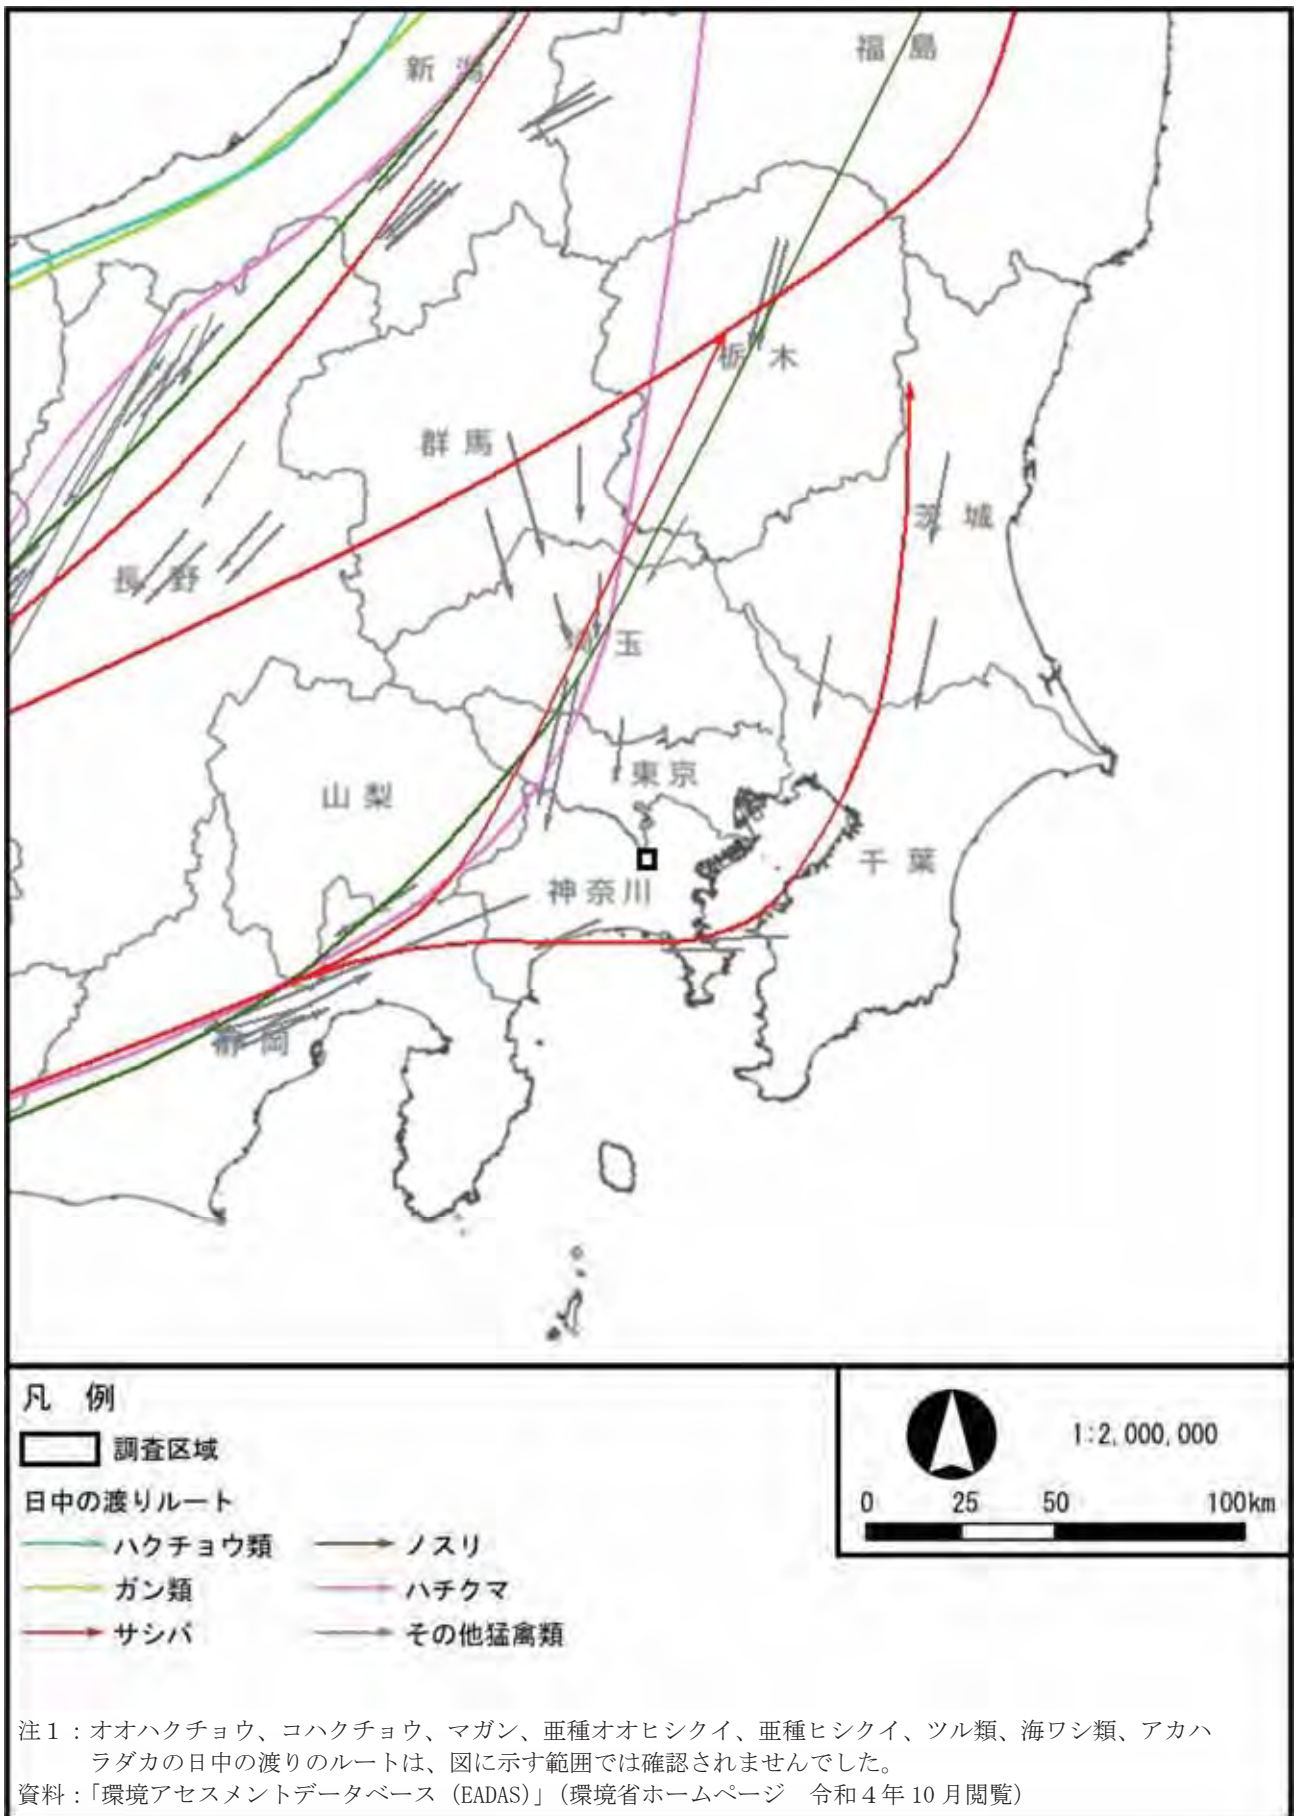 新潟
福島
栃木
群馬
茨城
長野
玉
東京
山梨
千葉
神奈川
静岡
凡 例
調査区域
日中の渡りルート
ハクチョウ類
ノスリ
ガン類
ハチクマ
サシバ
その他猛禽類
1:2,000,000
0 25 50 100km
注1：オオハクチョウ、コハクチョウ、マガン、亜種オオヒシクイ、亜種ヒシクイ、ツル類、海ワシ類、アカハ
ラダカの日中の渡りのルートは、図に示す範囲では確認されませんでした。
資料：「環境アセスメントデータベース（EADAS）」（環境省ホームページ　令和4年10月閲覧）